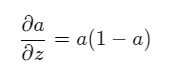 ∂a/∂z = a(1 − a)